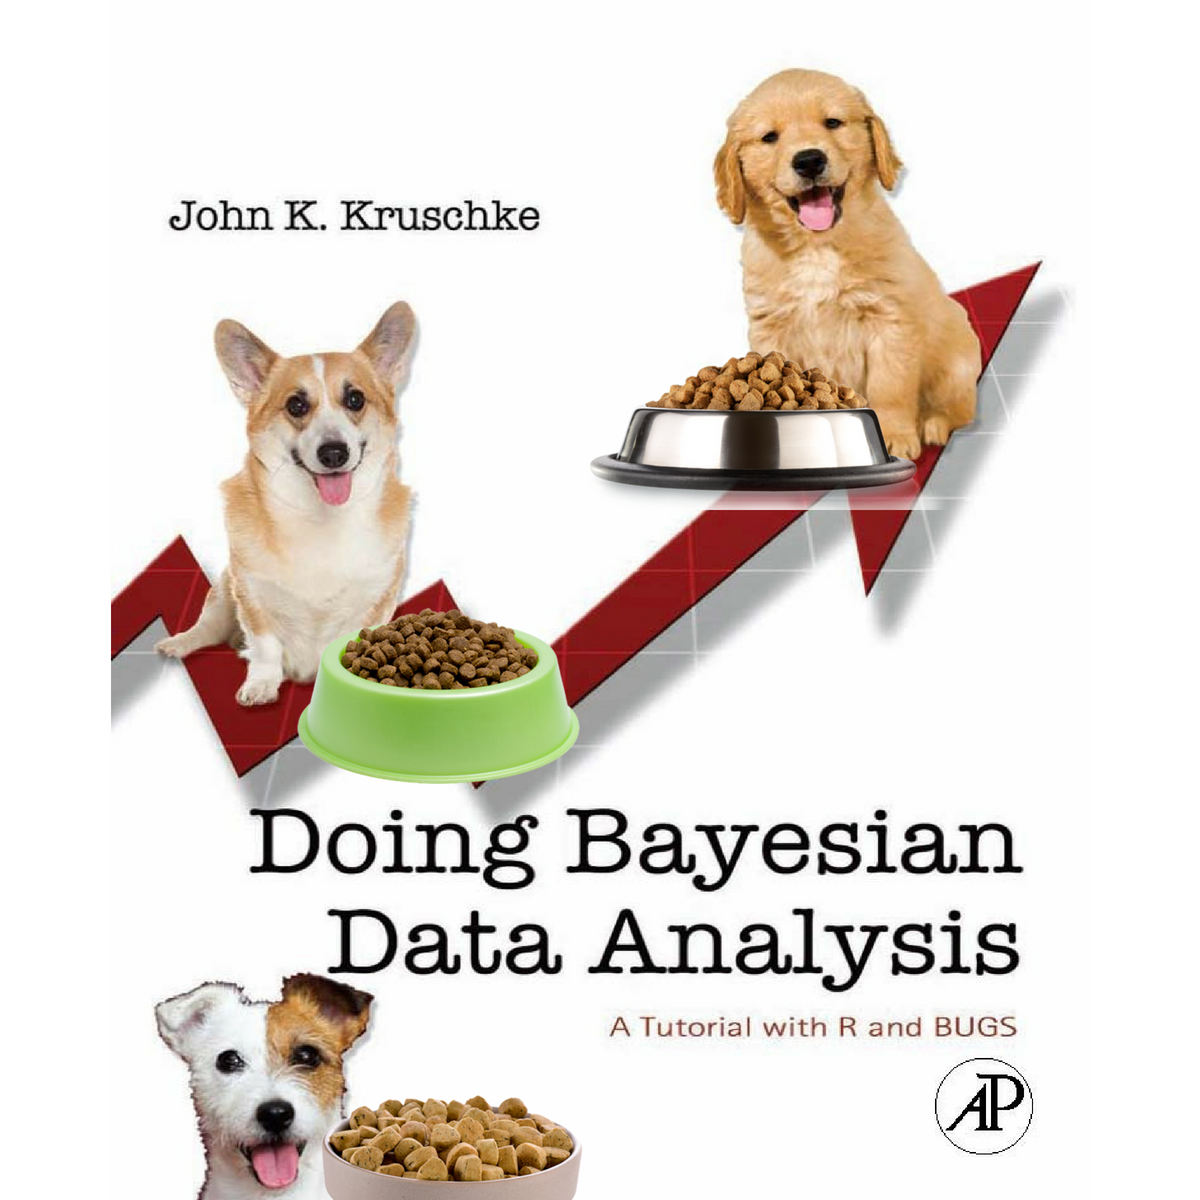 John K. Kruschke
Doing Bayesian
Data Analysis
A Tutorial with R and BUGS
AP